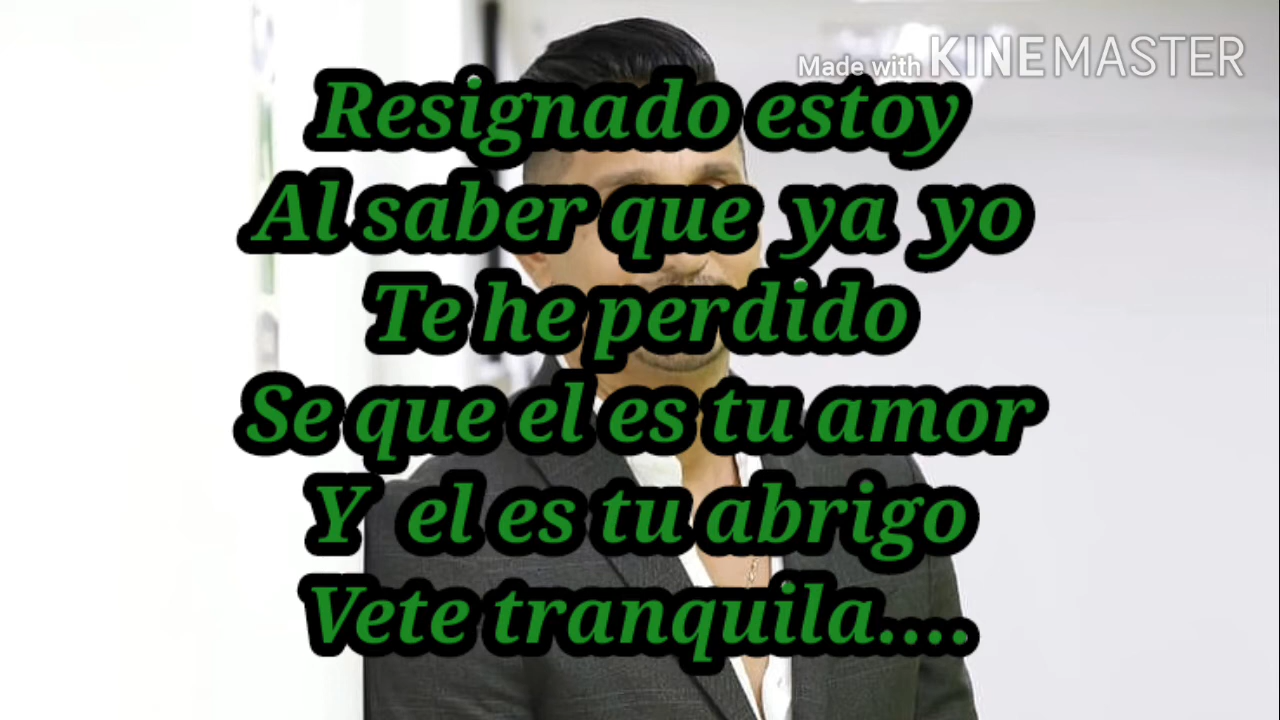 Made with KINEMASTER
Resignado estoy
Al saber que ya yo
Te he perdido
Se que el es tu amor
Y el es tu abrigo
Vete tranquila....